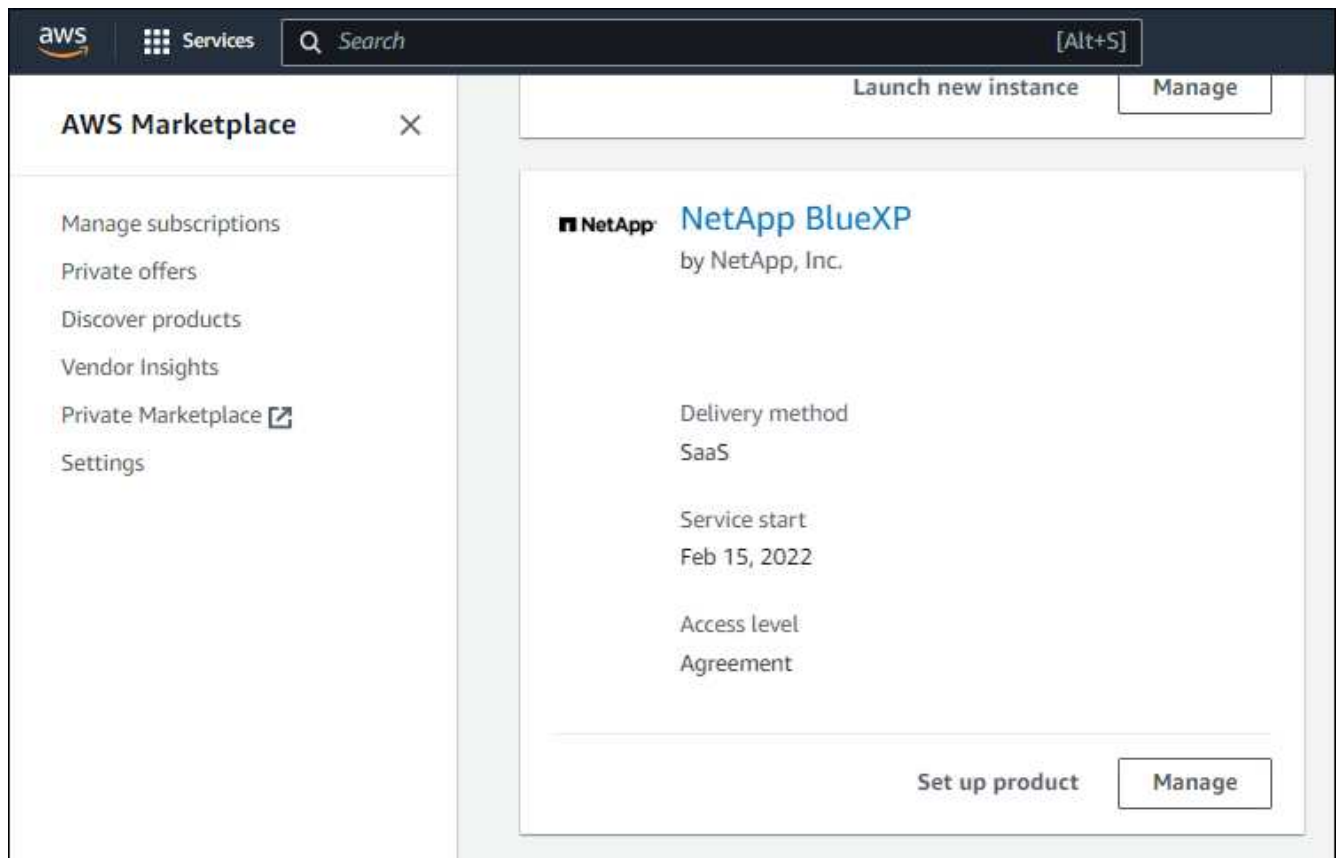 aws
Services
Search
[Alt+S]
AWS Marketplace
Manage subscriptions
Private offers
Discover products
Vendor Insights
Private Marketplace
Settings
Launch new instance
Manage
NetApp
NetApp BlueXP
by NetApp, Inc.
Delivery method
SaaS
Service start
Feb 15, 2022
Access level
Agreement
Set up product
Manage